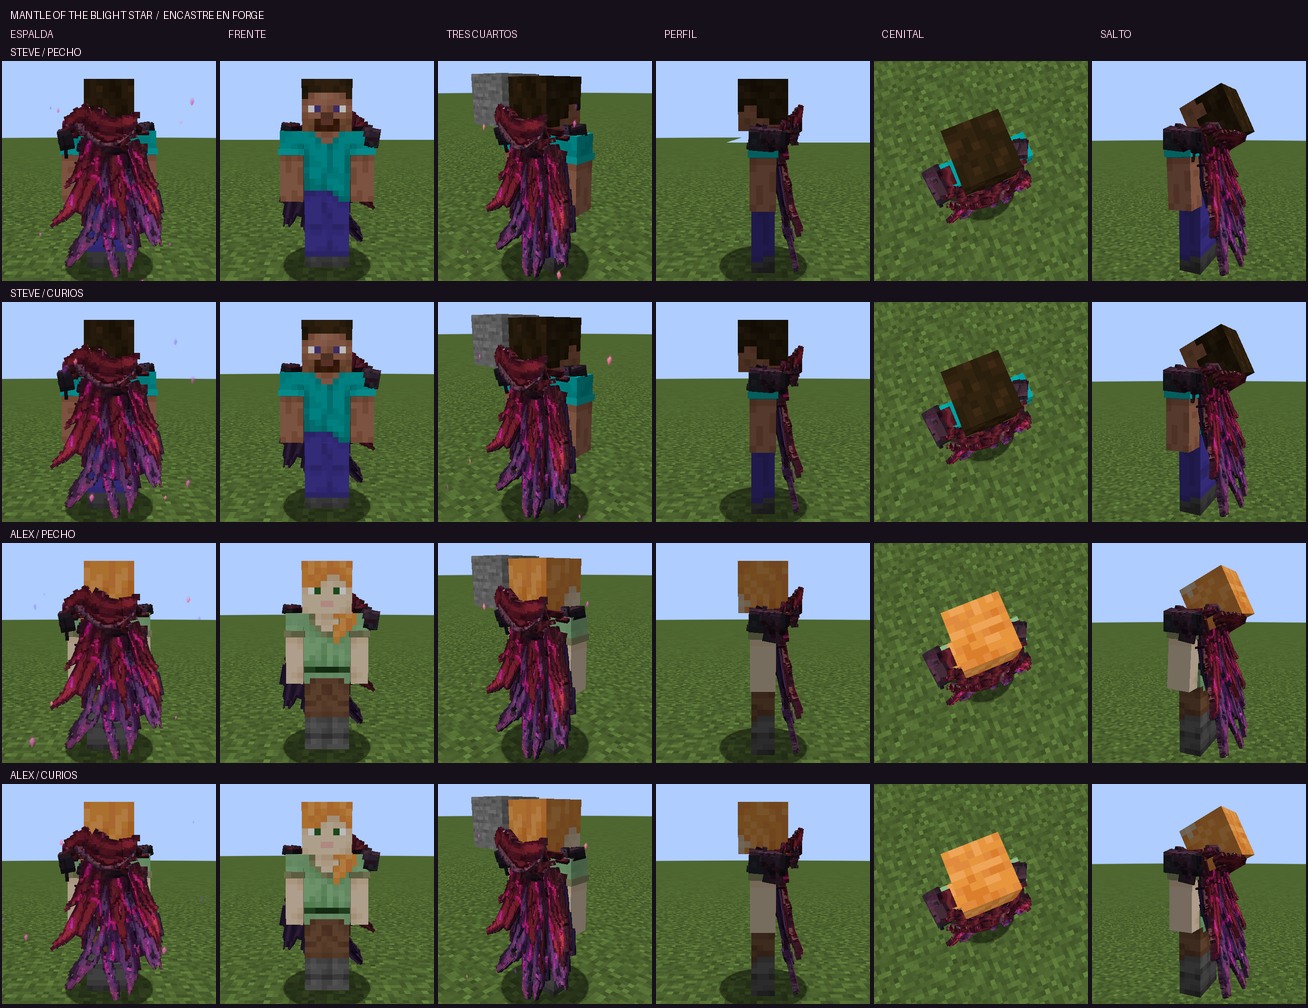 MANTLE OF THE BLIGHT STAR / ENCASTRE EN FORGE
ESPALDA FRENTE TRES CUARTOS PERFIL CENITAL SALTO
STEVE / PECHO
STEVE / CURIOS
ALEX / PECHO
ALEX / CURIOS